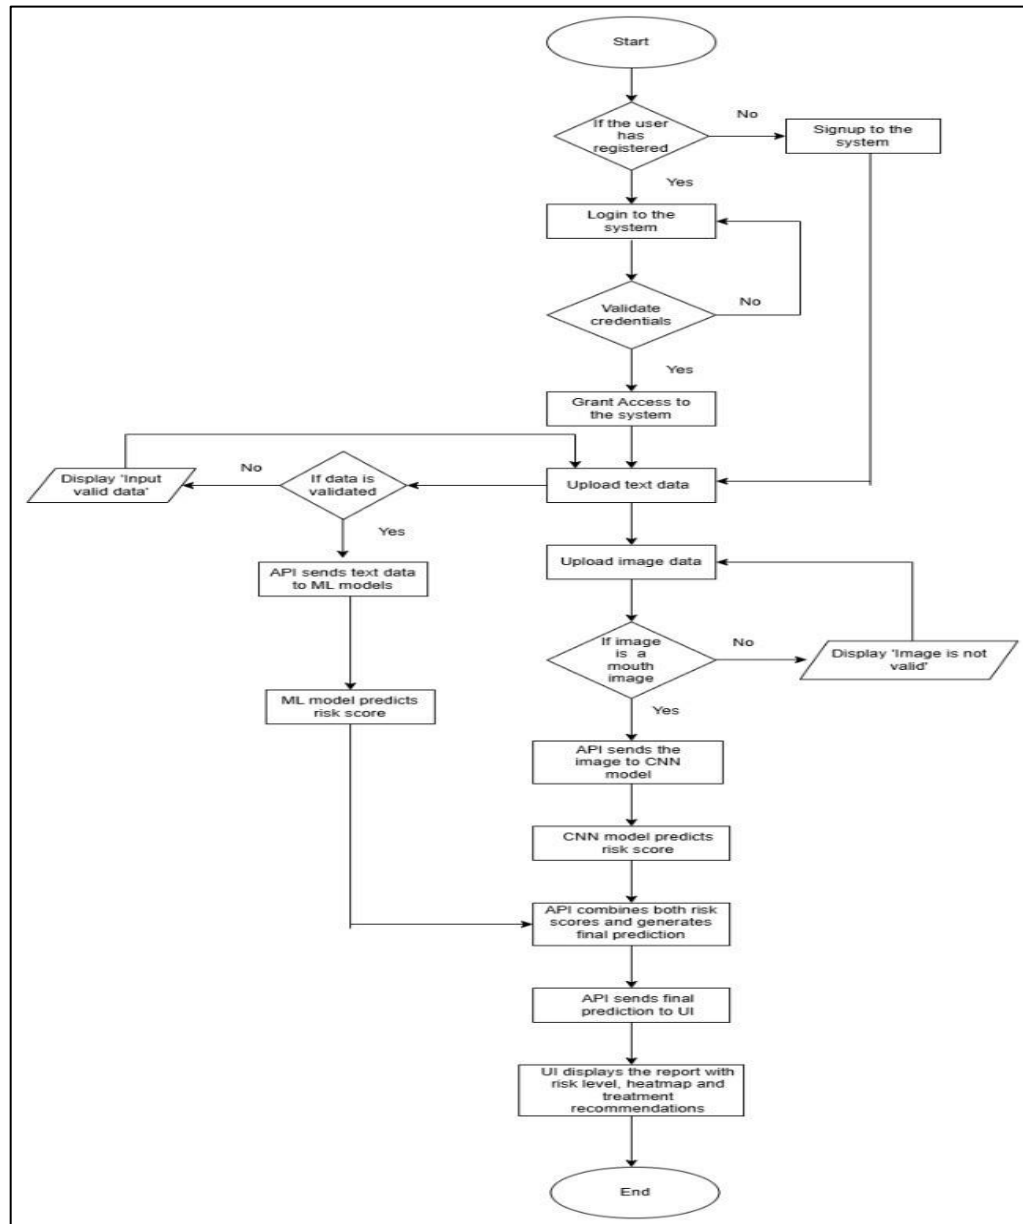 Start
If the user
has
registered
No
Signup to the
system
Yes
Login to the
system
Validate
credentials
No
Yes
Grant Access to
the system
Display 'Input
valid data'
No
If data is
validated
Upload text data
Yes
API sends text data
to ML models
Upload image data
If image
is a
mouth
image
No
Display 'Image is not
valid'
Yes
ML model predicts
risk score
API sends the
image to CNN
model
CNN model predicts
risk score
API combines both risk
scores and generates
final prediction
API sends final
prediction to UI
UI displays the report with
risk level, heatmap and
treatment
recommendations
End